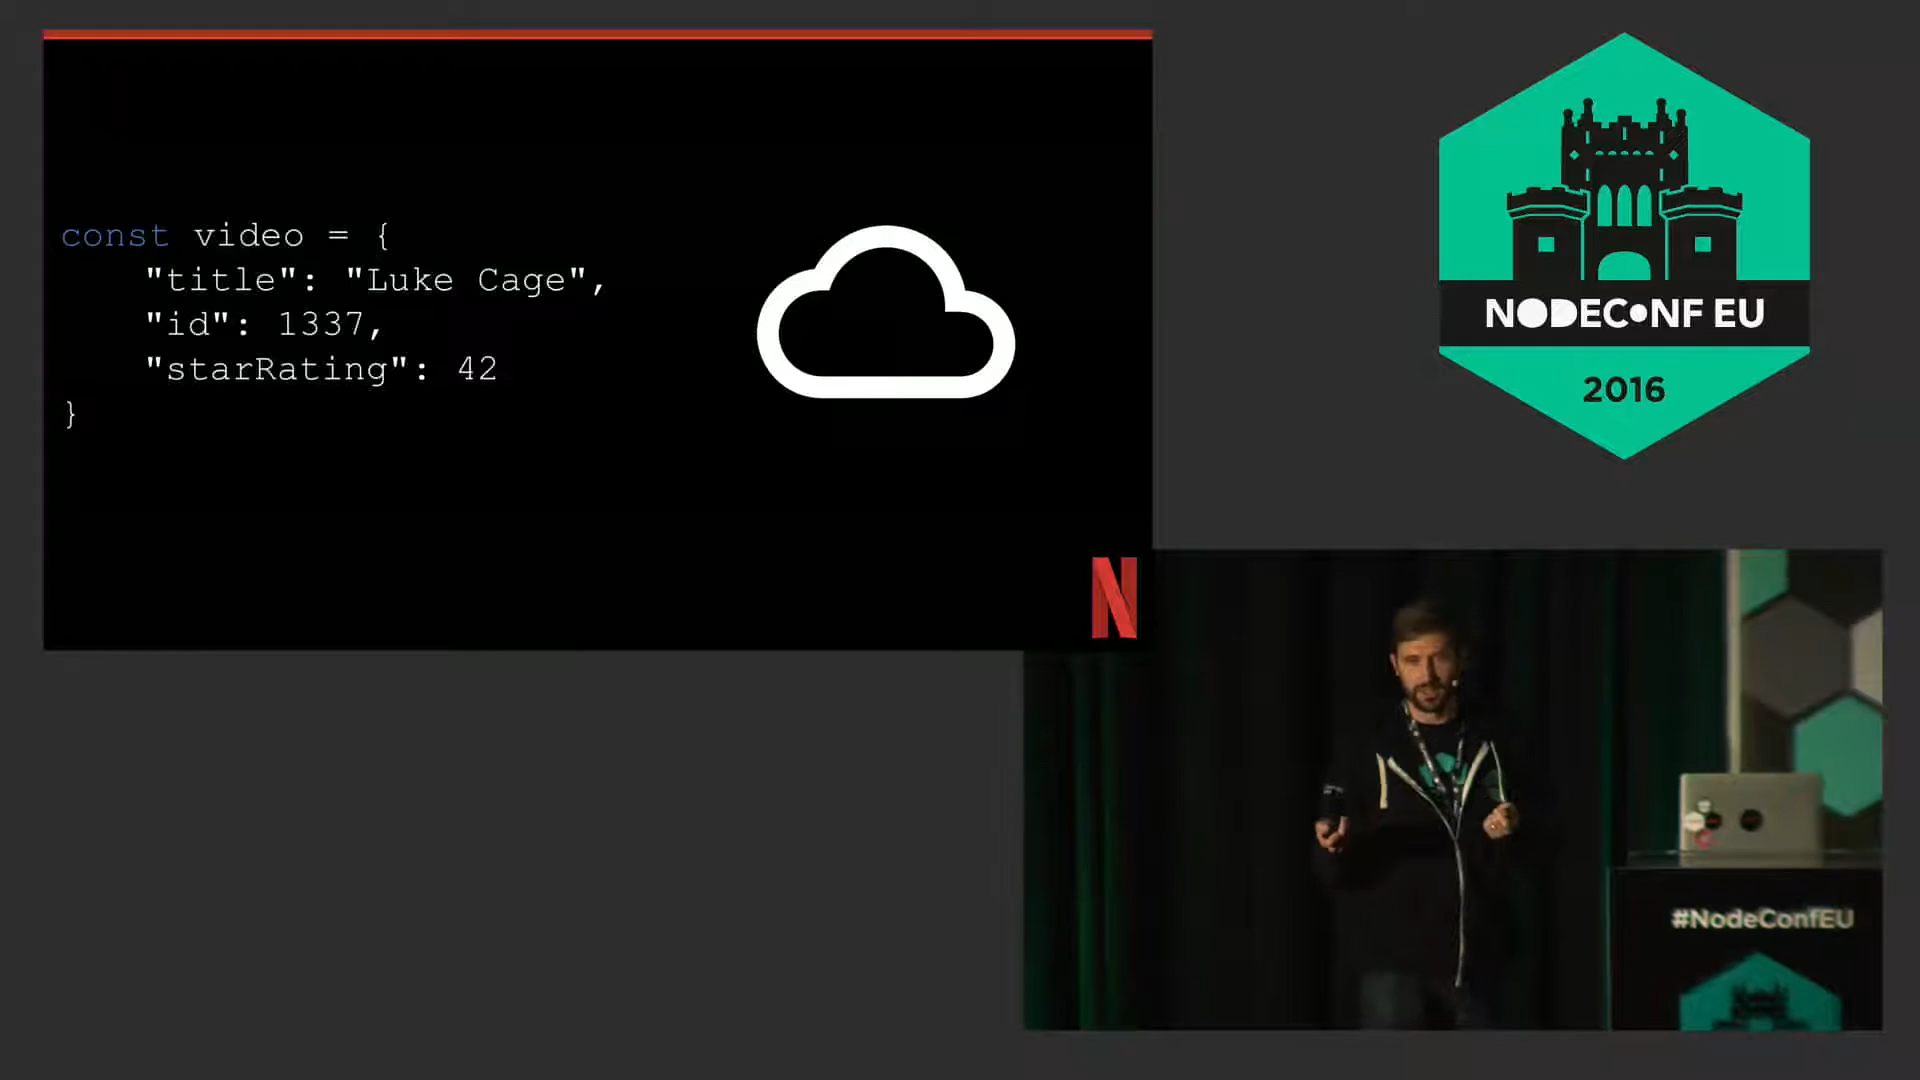 const video = {
    "title": "Luke Cage",
    "id": 1337,
    "starRating": 42
}
N
NODECONF EU
2016
#NodeConfEU